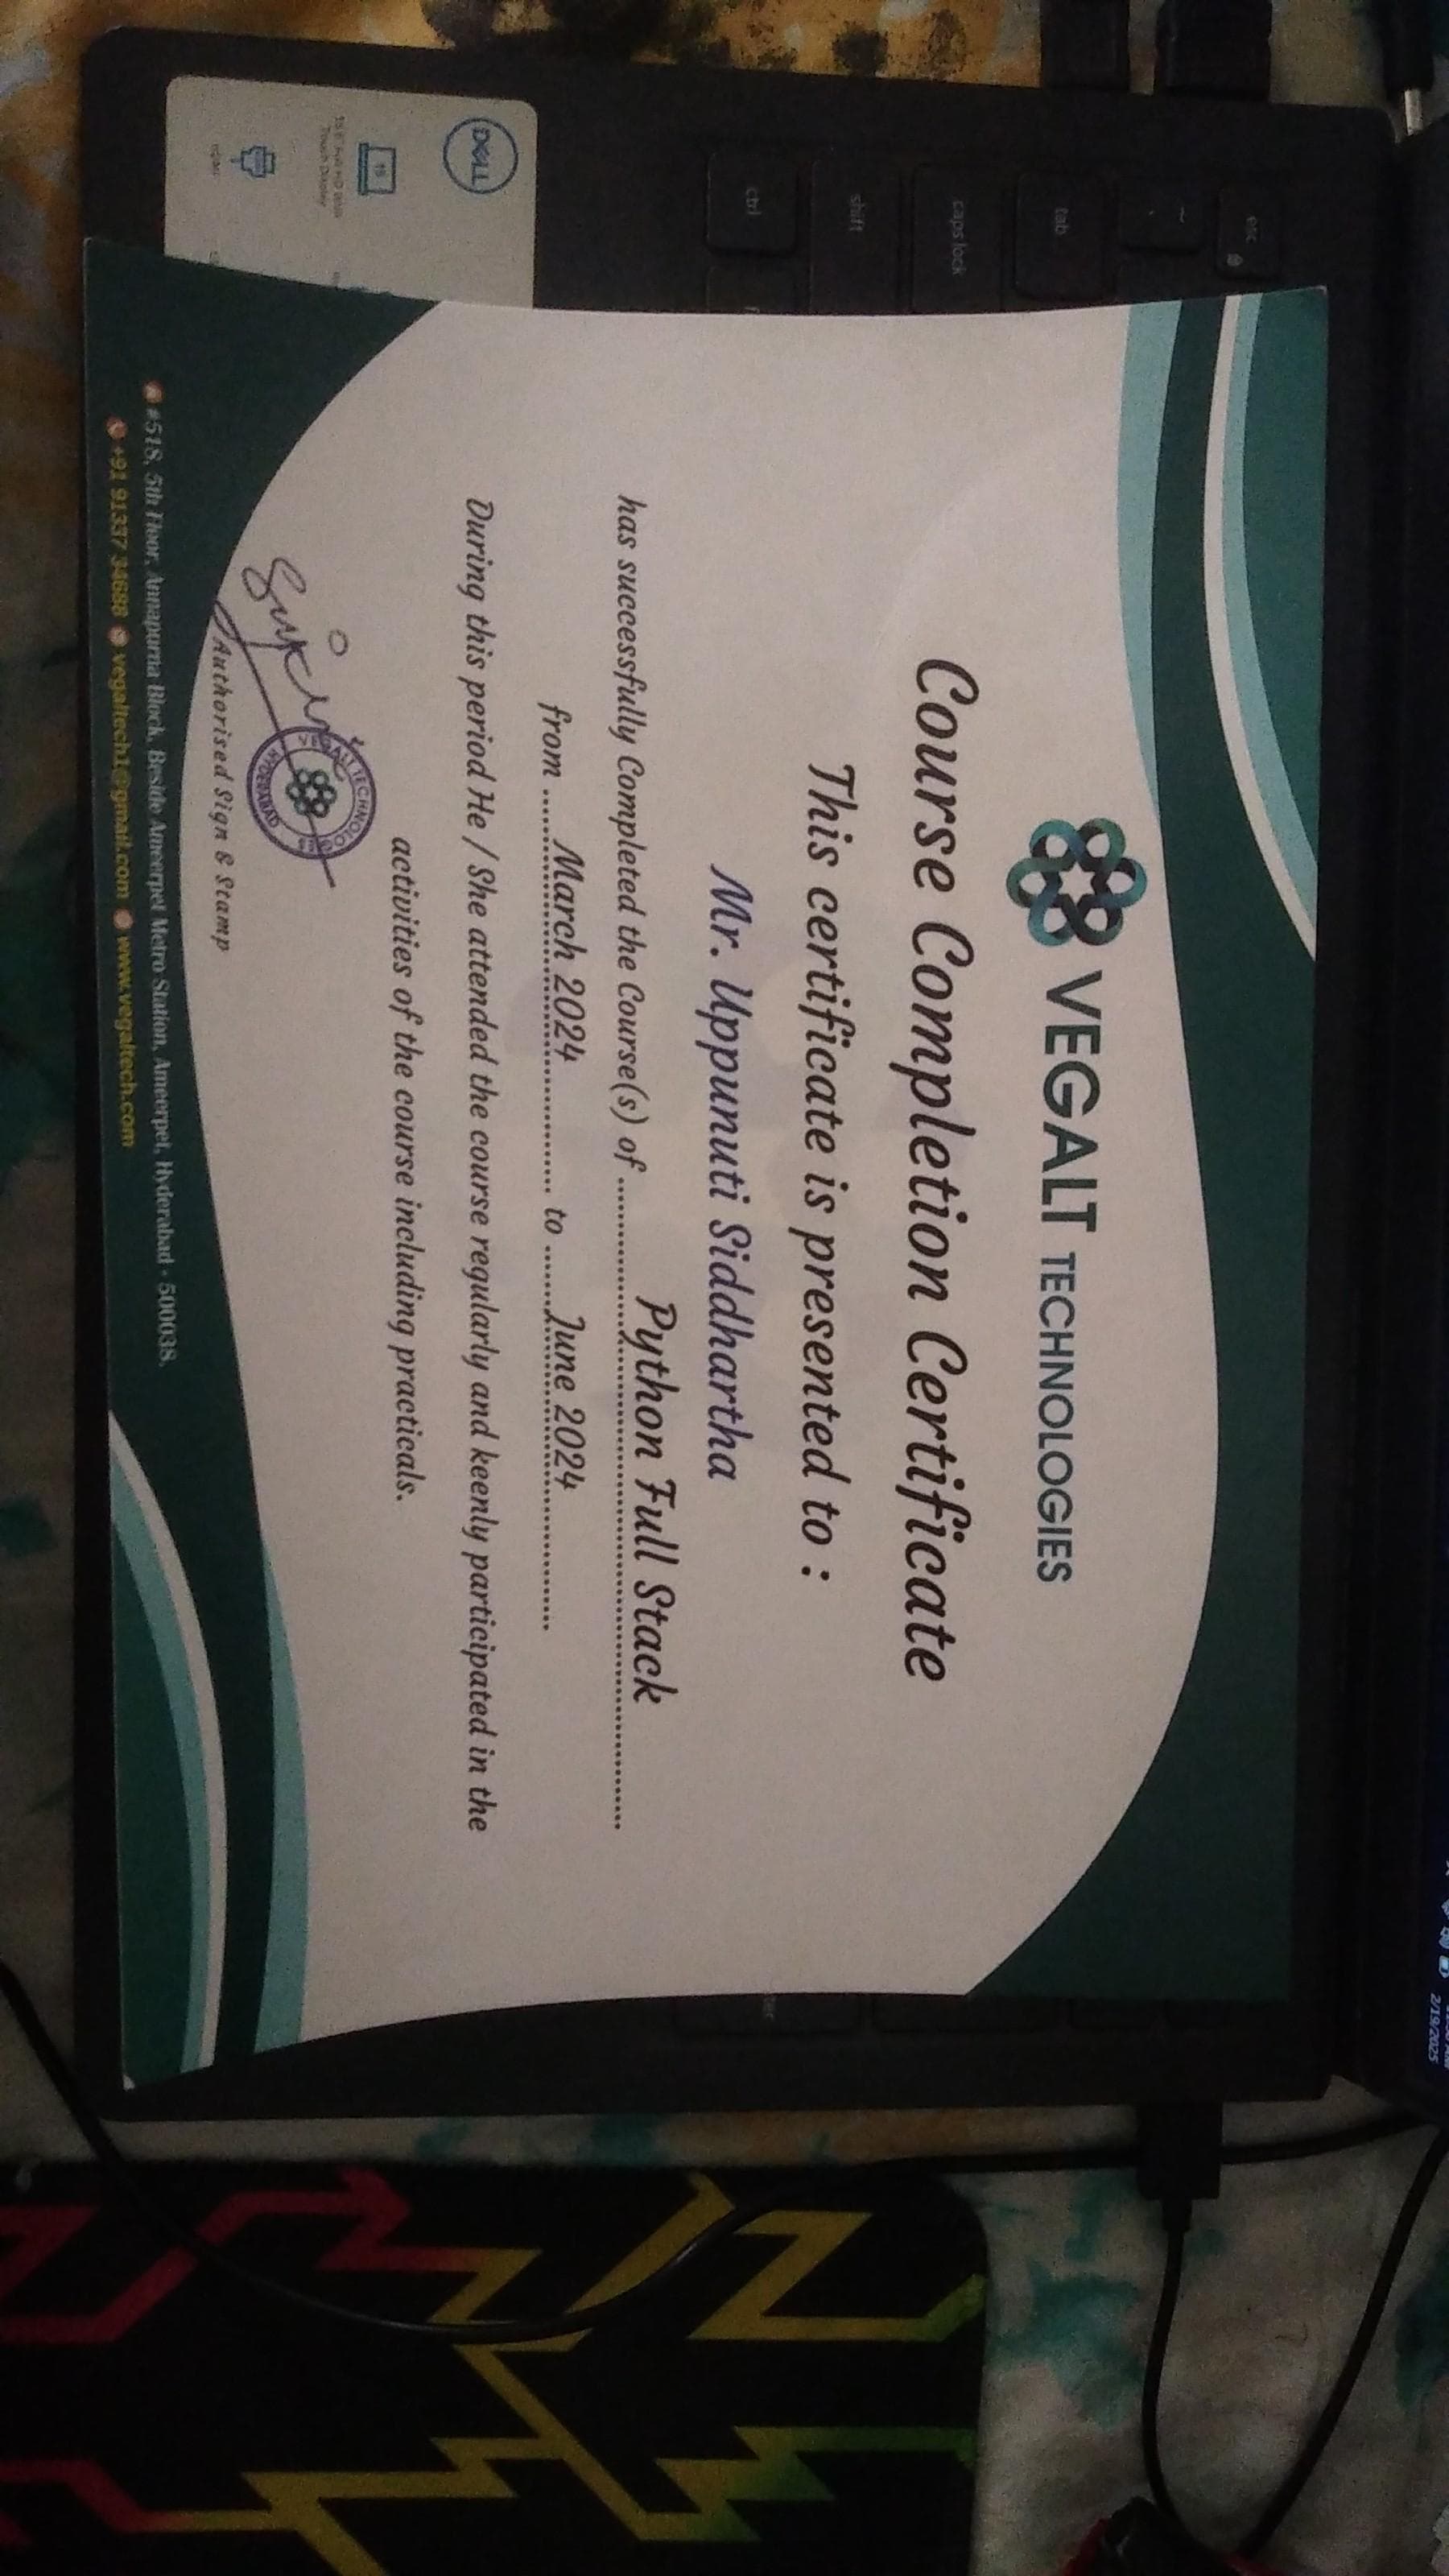 2/19/2025
esc
tab
caps lock
shift
ctrl
VEGALT TECHNOLOGIES
Course Completion Certificate
This certificate is presented to :
Mr. Uppunuti Siddhartha
has successfully Completed the Course(s) of Python Full Stack
from March 2024 to June 2024
During this period He / She attended the course regularly and keenly participated in the
activities of the course including practicals.
VEGALT TECHNOLOGIES
HYDERABAD
Authorised Sign & Stamp
#518, 5th Floor, Annapurna Block, Beside Ameerpet Metro Station, Ameerpet, Hyderabad - 500038.
+91 91337 34688 vegaltech1@gmail.com www.vegaltech.com
DELL
Touch Display